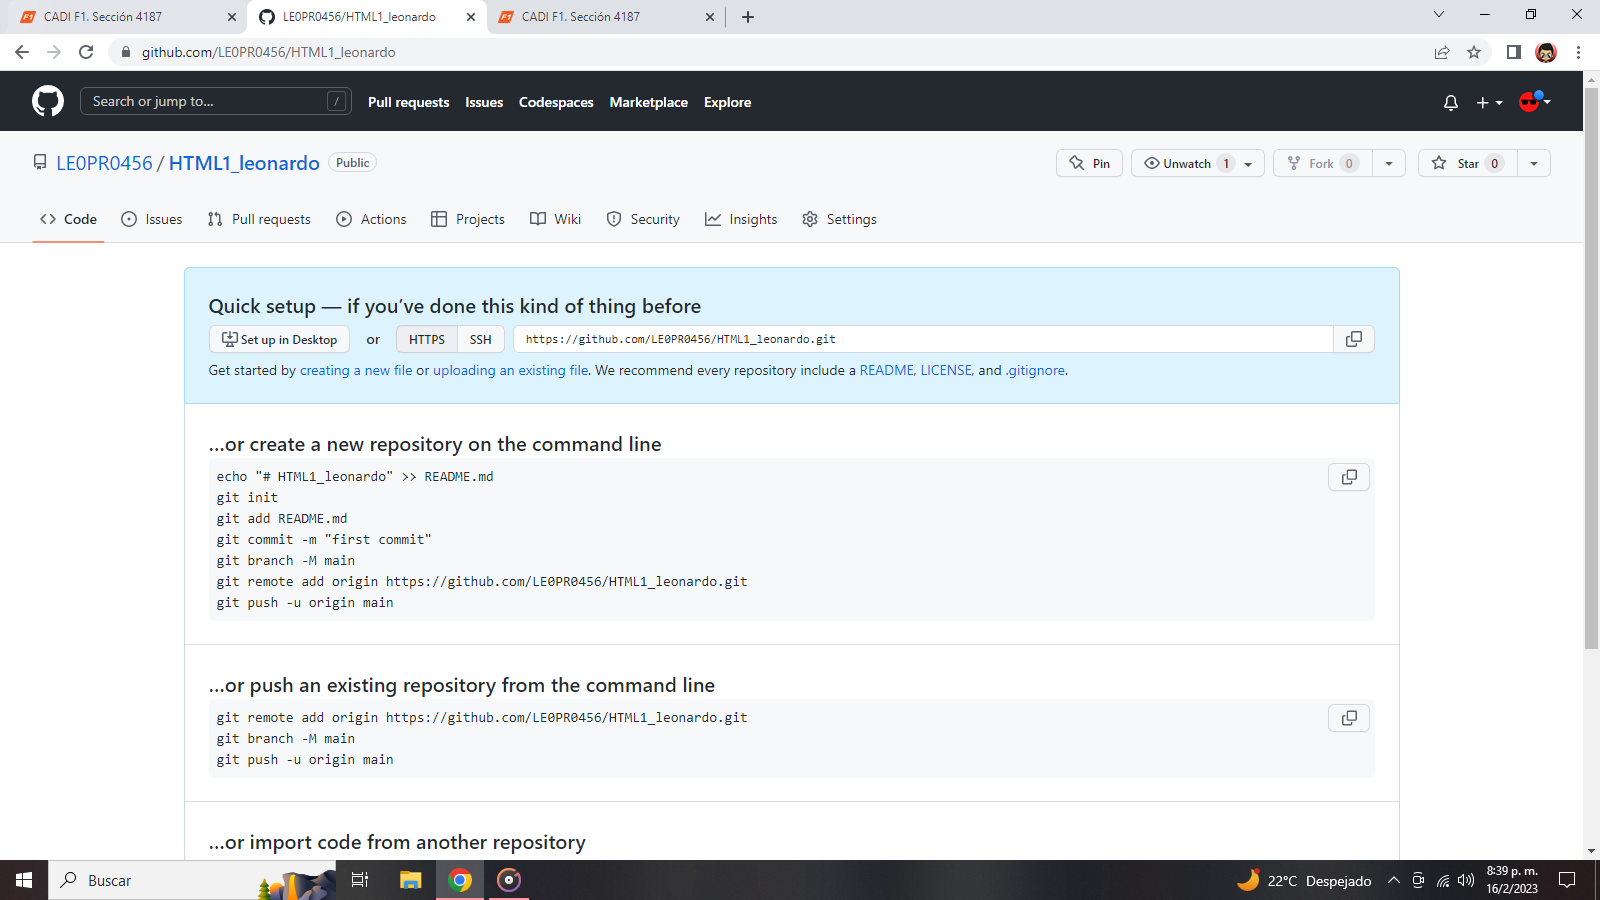 CADI F1. Sección 4187
LE0PR0456/HTML1_leonardo
CADI F1. Sección 4187
github.com/LE0PR0456/HTML1_leonardo
Search or jump to...
/
Pull requests
Issues
Codespaces
Marketplace
Explore
LE0PR0456 / HTML1_leonardo
Public
Pin
Unwatch 1
Fork 0
Star 0
Code
Issues
Pull requests
Actions
Projects
Wiki
Security
Insights
Settings
Quick setup — if you’ve done this kind of thing before
Set up in Desktop
or
HTTPS
SSH
https://github.com/LE0PR0456/HTML1_leonardo.git
Get started by creating a new file or uploading an existing file. We recommend every repository include a README, LICENSE, and .gitignore.
…or create a new repository on the command line
echo "# HTML1_leonardo" >> README.md
git init
git add README.md
git commit -m "first commit"
git branch -M main
git remote add origin https://github.com/LE0PR0456/HTML1_leonardo.git
git push -u origin main
…or push an existing repository from the command line
git remote add origin https://github.com/LE0PR0456/HTML1_leonardo.git
git branch -M main
git push -u origin main
…or import code from another repository
Buscar
22°C Despejado
8:39 p. m.
16/2/2023